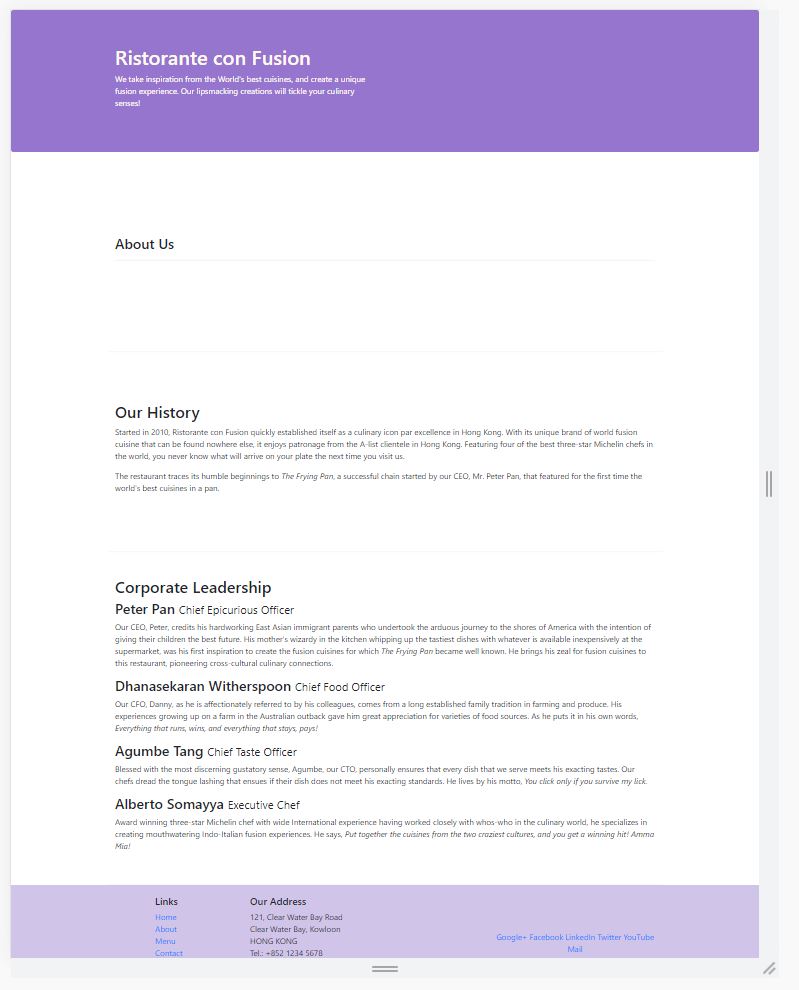 Ristorante con Fusion
We take inspiration from the World's best cuisines, and create a unique
fusion experience. Our lipsmacking creations will tickle your culinary
senses!
About Us
Our History
Started in 2010, Ristorante con Fusion quickly established itself as a culinary icon par excellence in Hong Kong. With its unique brand of world fusion
cuisine that can be found nowhere else, it enjoys patronage from the A-list clientele in Hong Kong. Featuring four of the best three-star Michelin chefs in
the world, you never know what will arrive on your plate the next time you visit us.
The restaurant traces its humble beginnings to The Frying Pan, a successful chain started by our CEO, Mr. Peter Pan, that featured for the first time the
world's best cuisines in a pan.
Corporate Leadership
Peter Pan Chief Epicurious Officer
Our CEO, Peter, credits his hardworking East Asian immigrant parents who undertook the arduous journey to the shores of America with the intention of
giving their children the best future. His mother's wizardy in the kitchen whipping up the tastiest dishes with whatever is available inexpensively at the
supermarket, was his first inspiration to create the fusion cuisines for which The Frying Pan became well known. He brings his zeal for fusion cuisines to
this restaurant, pioneering cross-cultural culinary connections.
Dhanasekaran Witherspoon Chief Food Officer
Our CFO, Danny, as he is affectionately referred to by his colleagues, comes from a long established family tradition in farming and produce. His
experiences growing up on a farm in the Australian outback gave him great appreciation for varieties of food sources. As he puts it in his own words,
Everything that runs, wins, and everything that stays, pays!
Agumbe Tang Chief Taste Officer
Blessed with the most discerning gustatory sense, Agumbe, our CTO, personally ensures that every dish that we serve meets his exacting tastes. Our
chefs dread the tongue lashing that ensues if their dish does not meet his exacting standards. He lives by his motto, You click only if you survive my lick.
Alberto Somayya Executive Chef
Award winning three-star Michelin chef with wide International experience having worked closely with whos-who in the culinary world, he specializes in
creating mouthwatering Indo-Italian fusion experiences. He says, Put together the cuisines from the two craziest cultures, and you get a winning hit! Amma
Mia!
Links
Home
About
Menu
Contact
Our Address
121, Clear Water Bay Road
Clear Water Bay, Kowloon
HONG KONG
Tel.: +852 1234 5678
Google+ Facebook LinkedIn Twitter YouTube
Mail